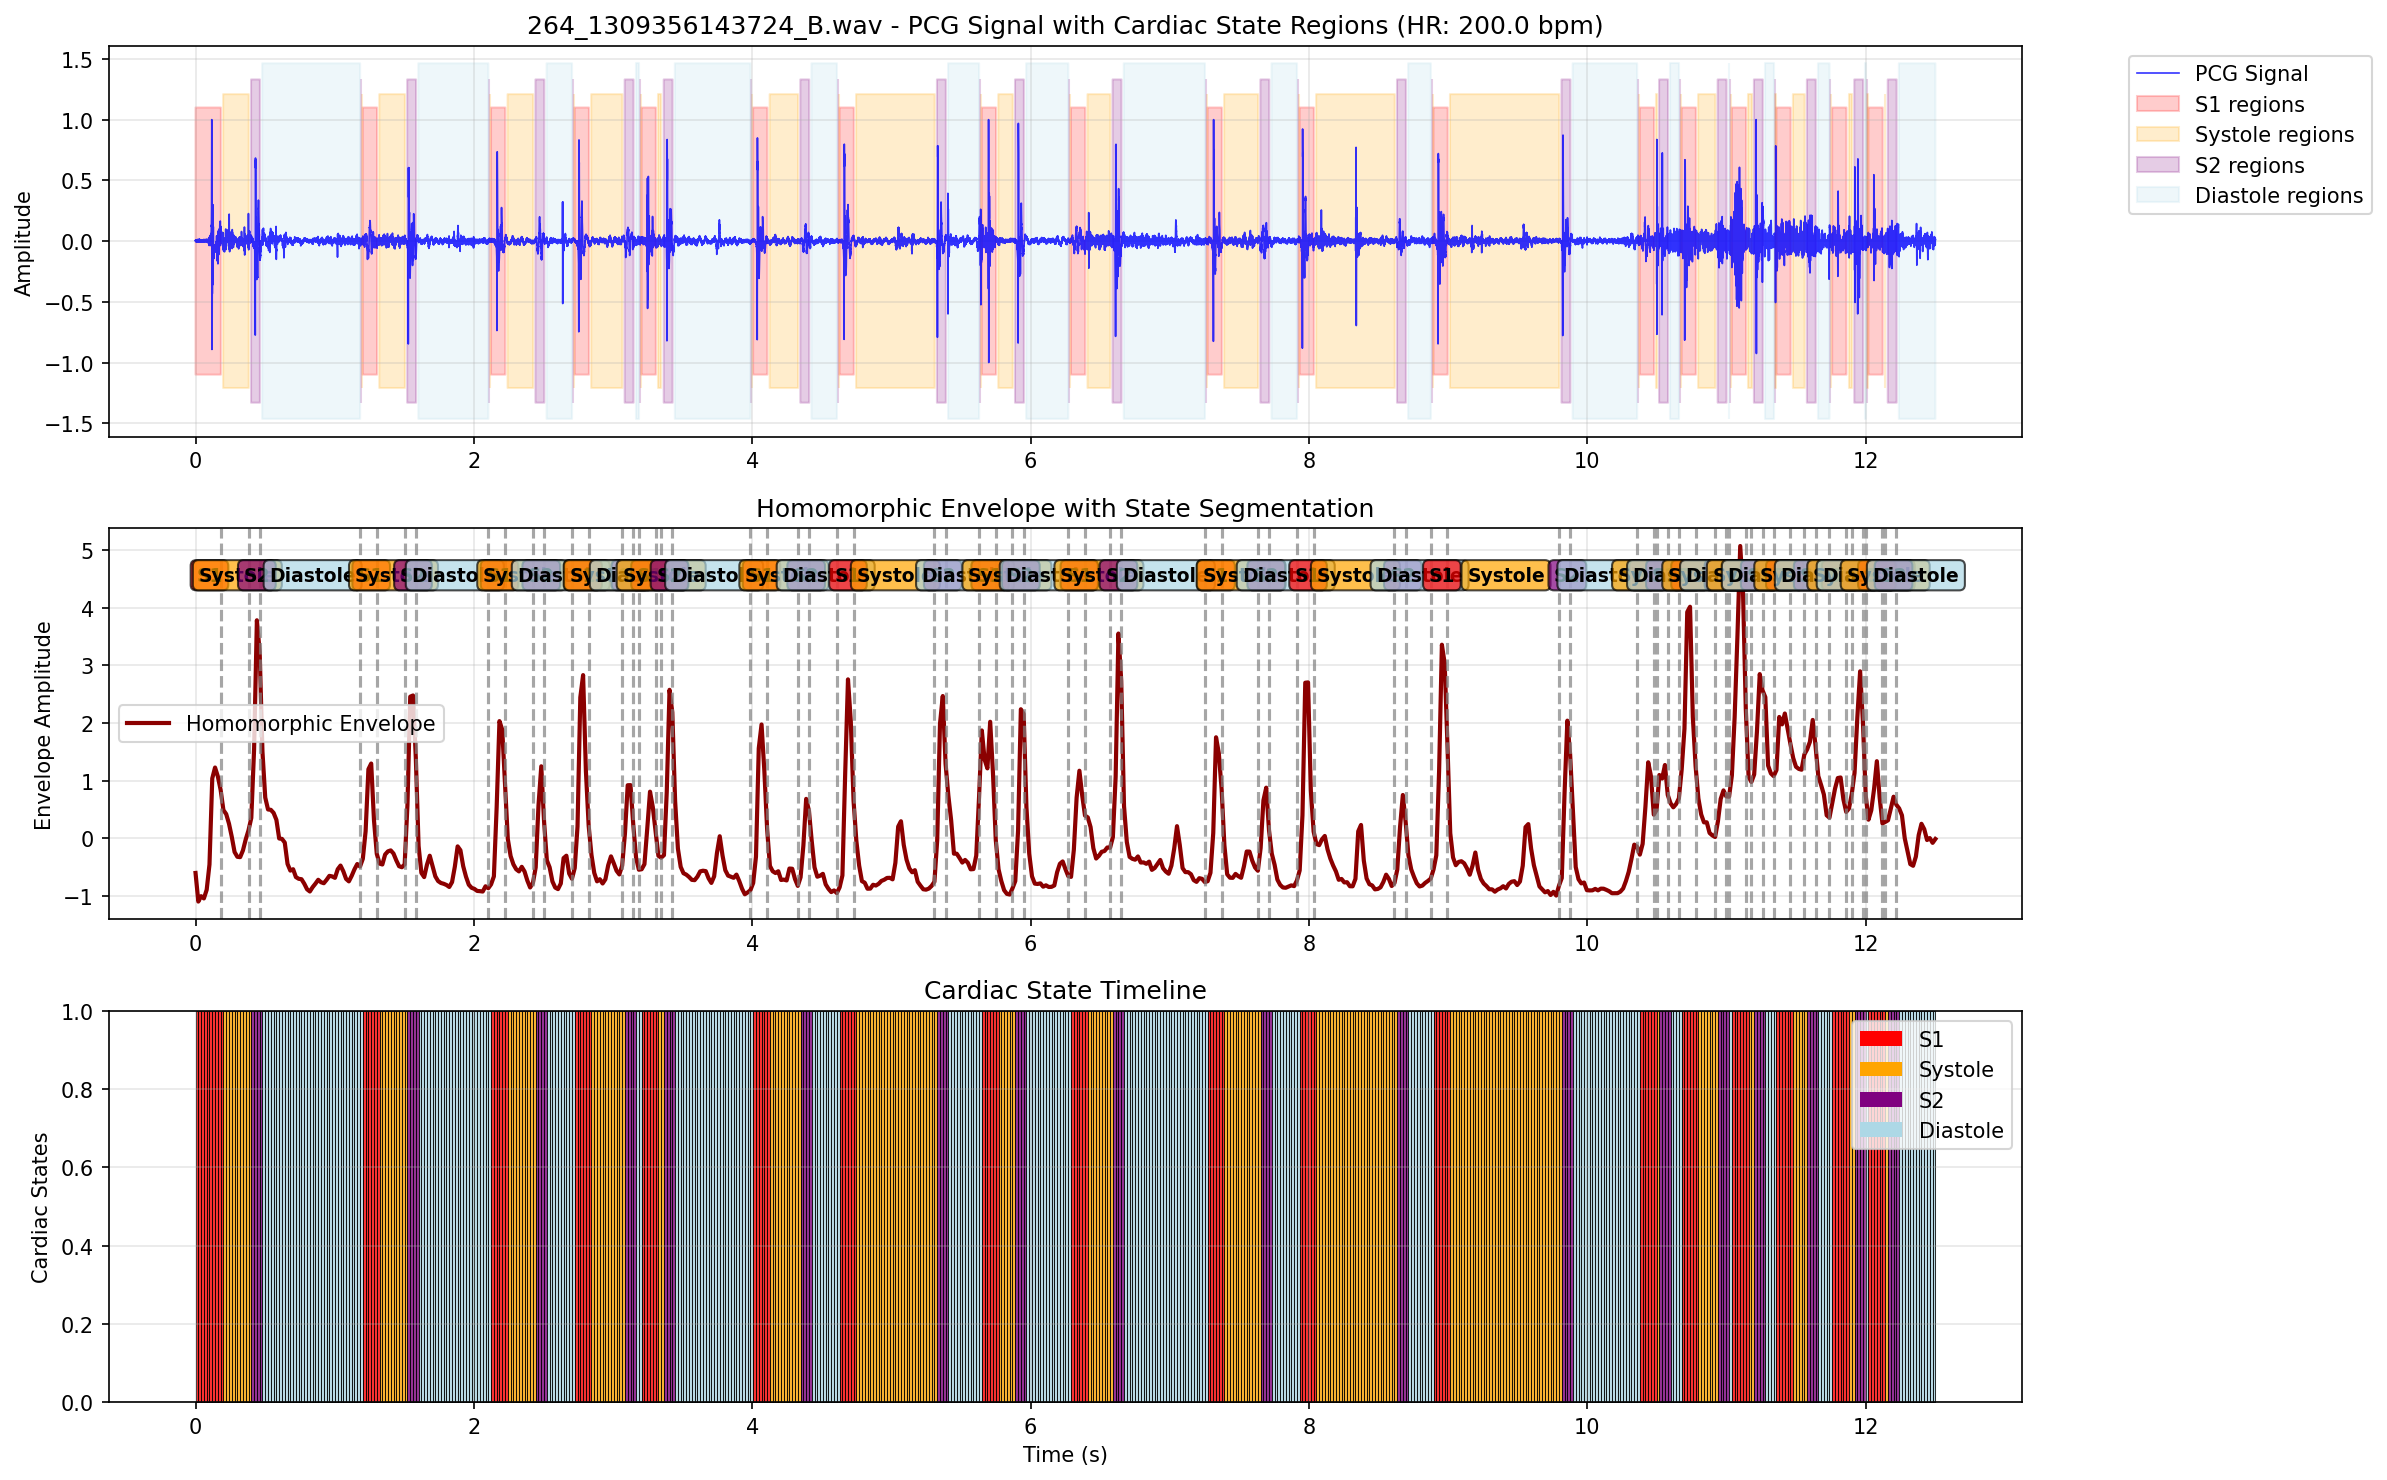 264_1309356143724_B.wav - PCG Signal with Cardiac State Regions (HR: 200.0 bpm)
Amplitude
1.5
1.0
0.5
0.0
−0.5
−1.0
−1.5
0 2 4 6 8 10 12
PCG Signal
S1 regions
Systole regions
S2 regions
Diastole regions
Homomorphic Envelope with State Segmentation
Envelope Amplitude
5
4
3
2
1
0
−1
Diastole
S1
Systole
Diastole
Homomorphic Envelope
0 2 4 6 8 10 12
Cardiac State Timeline
Cardiac States
1.0
0.8
0.6
0.4
0.2
0.0
S1
Systole
S2
Diastole
0 2 4 6 8 10 12
Time (s)